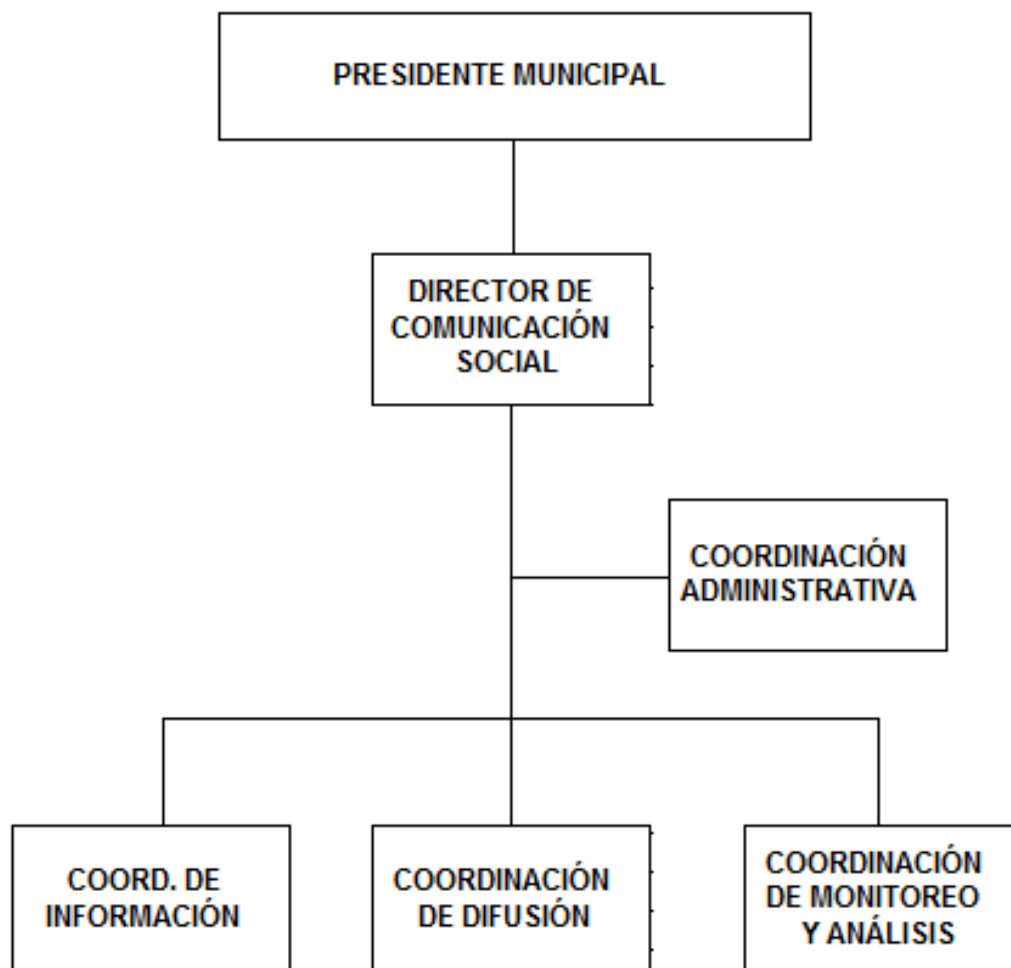 PRESIDENTE MUNICIPAL
DIRECTOR DE
COMUNICACIÓN
SOCIAL
COORDINACIÓN
ADMINISTRATIVA
COORD. DE
INFORMACIÓN
COORDINACIÓN
DE DIFUSIÓN
COORDINACIÓN
DE MONITOREO
Y ANÁLISIS